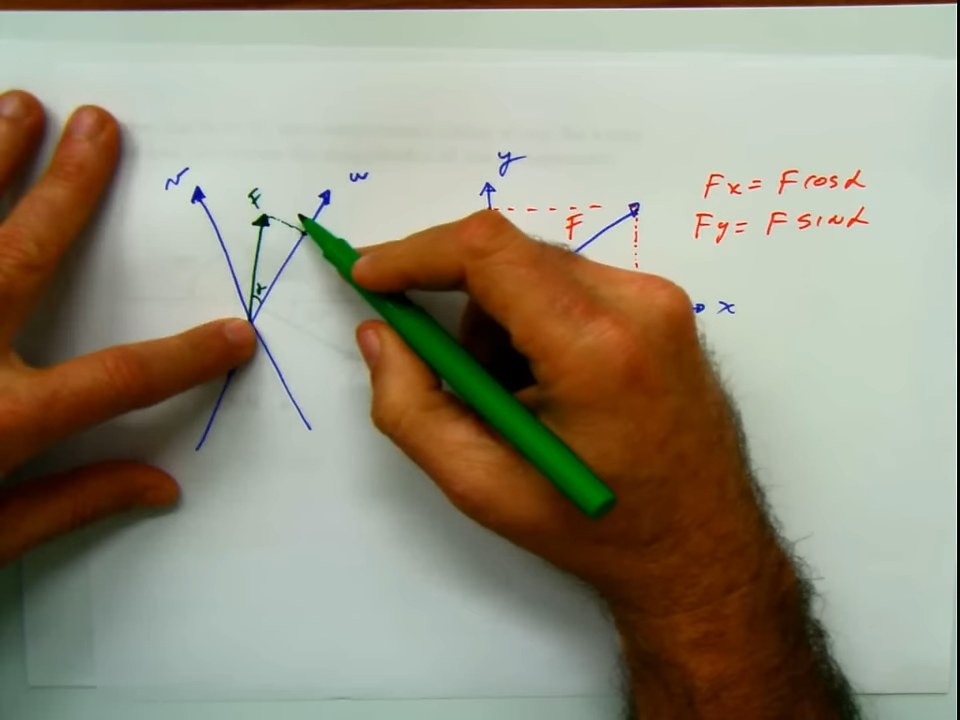 w
F
α
y
F
x
Fx = F cos α
Fy = F sin α